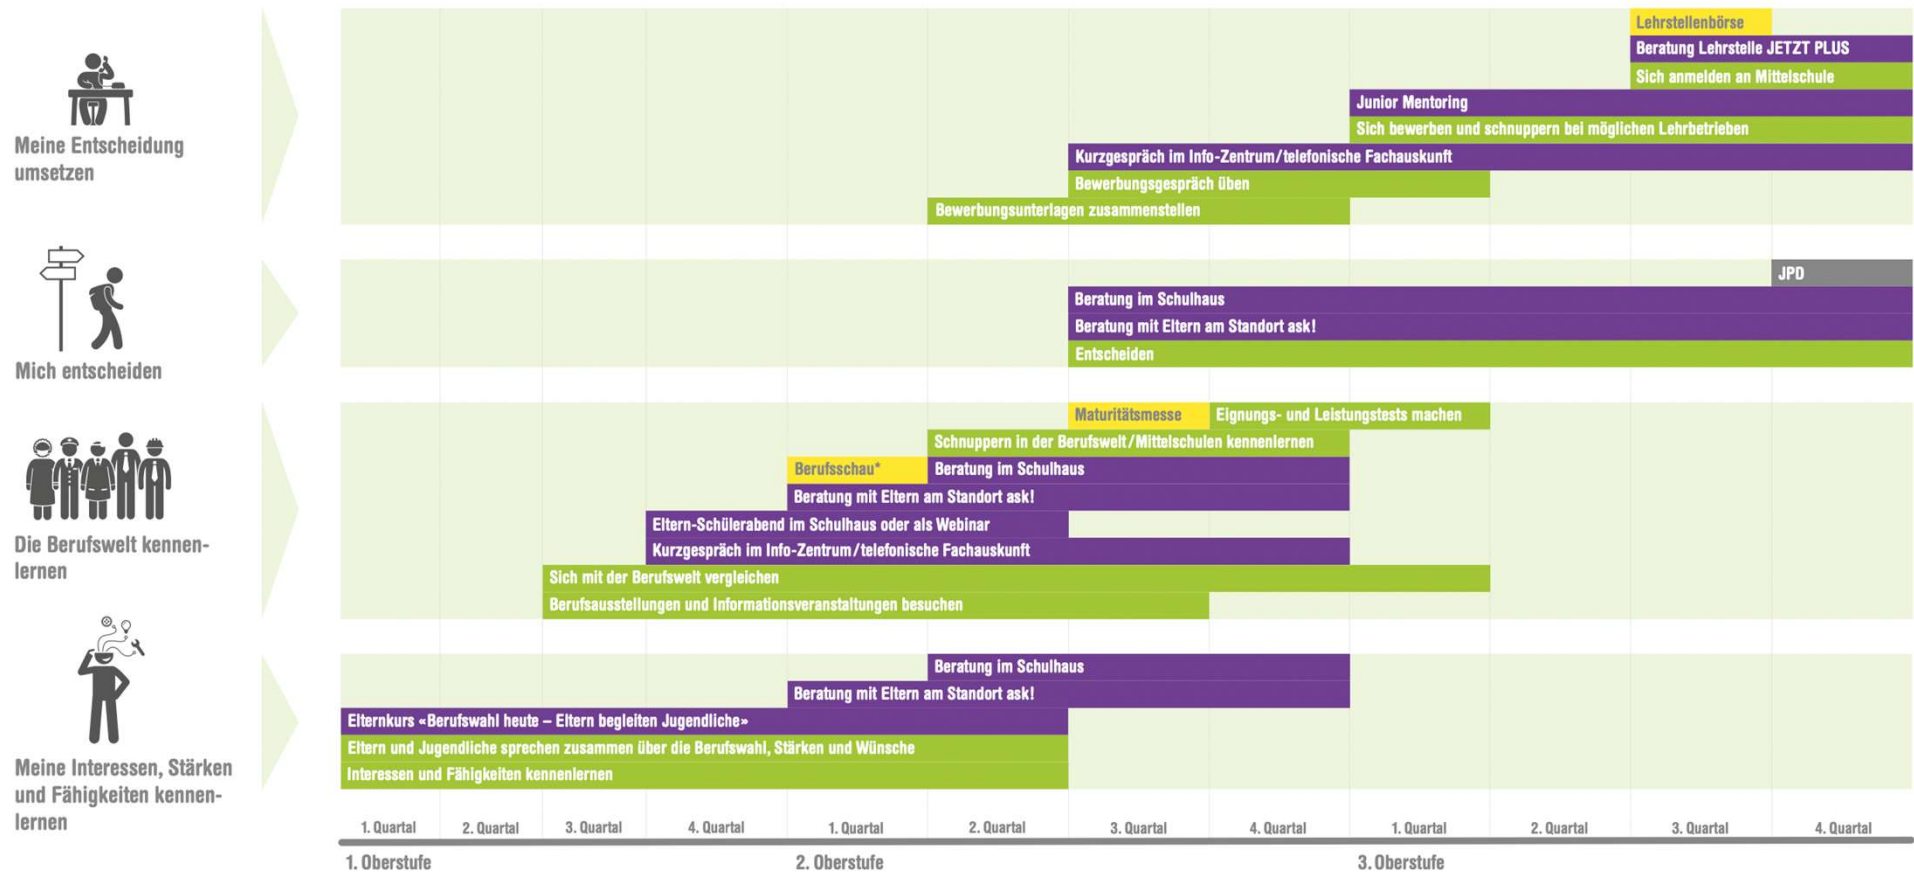 Lehrstellenbörse
Beratung Lehrstelle JETZT PLUS
Sich anmelden an Mittelschule
Junior Mentoring
Sich bewerben und schnuppern bei möglichen Lehrbetrieben
Kurzgespräch im Info-Zentrum/telefonische Fachauskunft
Bewerbungsgespräch üben
Bewerbungsunterlagen zusammenstellen
Meine Entscheidung
umsetzen
JPD
Beratung im Schulhaus
Beratung mit Eltern am Standort ask!
Entscheiden
Mich entscheiden
Maturitätsmesse
Eignungs- und Leistungstests machen
Schnuppern in der Berufswelt/Mittelschulen kennenlernen
Berufsschau*
Beratung im Schulhaus
Beratung mit Eltern am Standort ask!
Eltern-Schülerabend im Schulhaus oder als Webinar
Kurzgespräch im Info-Zentrum/telefonische Fachauskunft
Sich mit der Berufswelt vergleichen
Berufsausstellungen und Informationsveranstaltungen besuchen
Die Berufswelt kennen-
lernen
Beratung im Schulhaus
Beratung mit Eltern am Standort ask!
Elternkurs «Berufswahl heute – Eltern begleiten Jugendliche»
Eltern und Jugendliche sprechen zusammen über die Berufswahl, Stärken und Wünsche
Interessen und Fähigkeiten kennenlernen
Meine Interessen, Stärken
und Fähigkeiten kennen-
lernen
1. Quartal 2. Quartal 3. Quartal 4. Quartal 1. Quartal 2. Quartal 3. Quartal 4. Quartal 1. Quartal 2. Quartal 3. Quartal 4. Quartal
1. Oberstufe 2. Oberstufe 3. Oberstufe